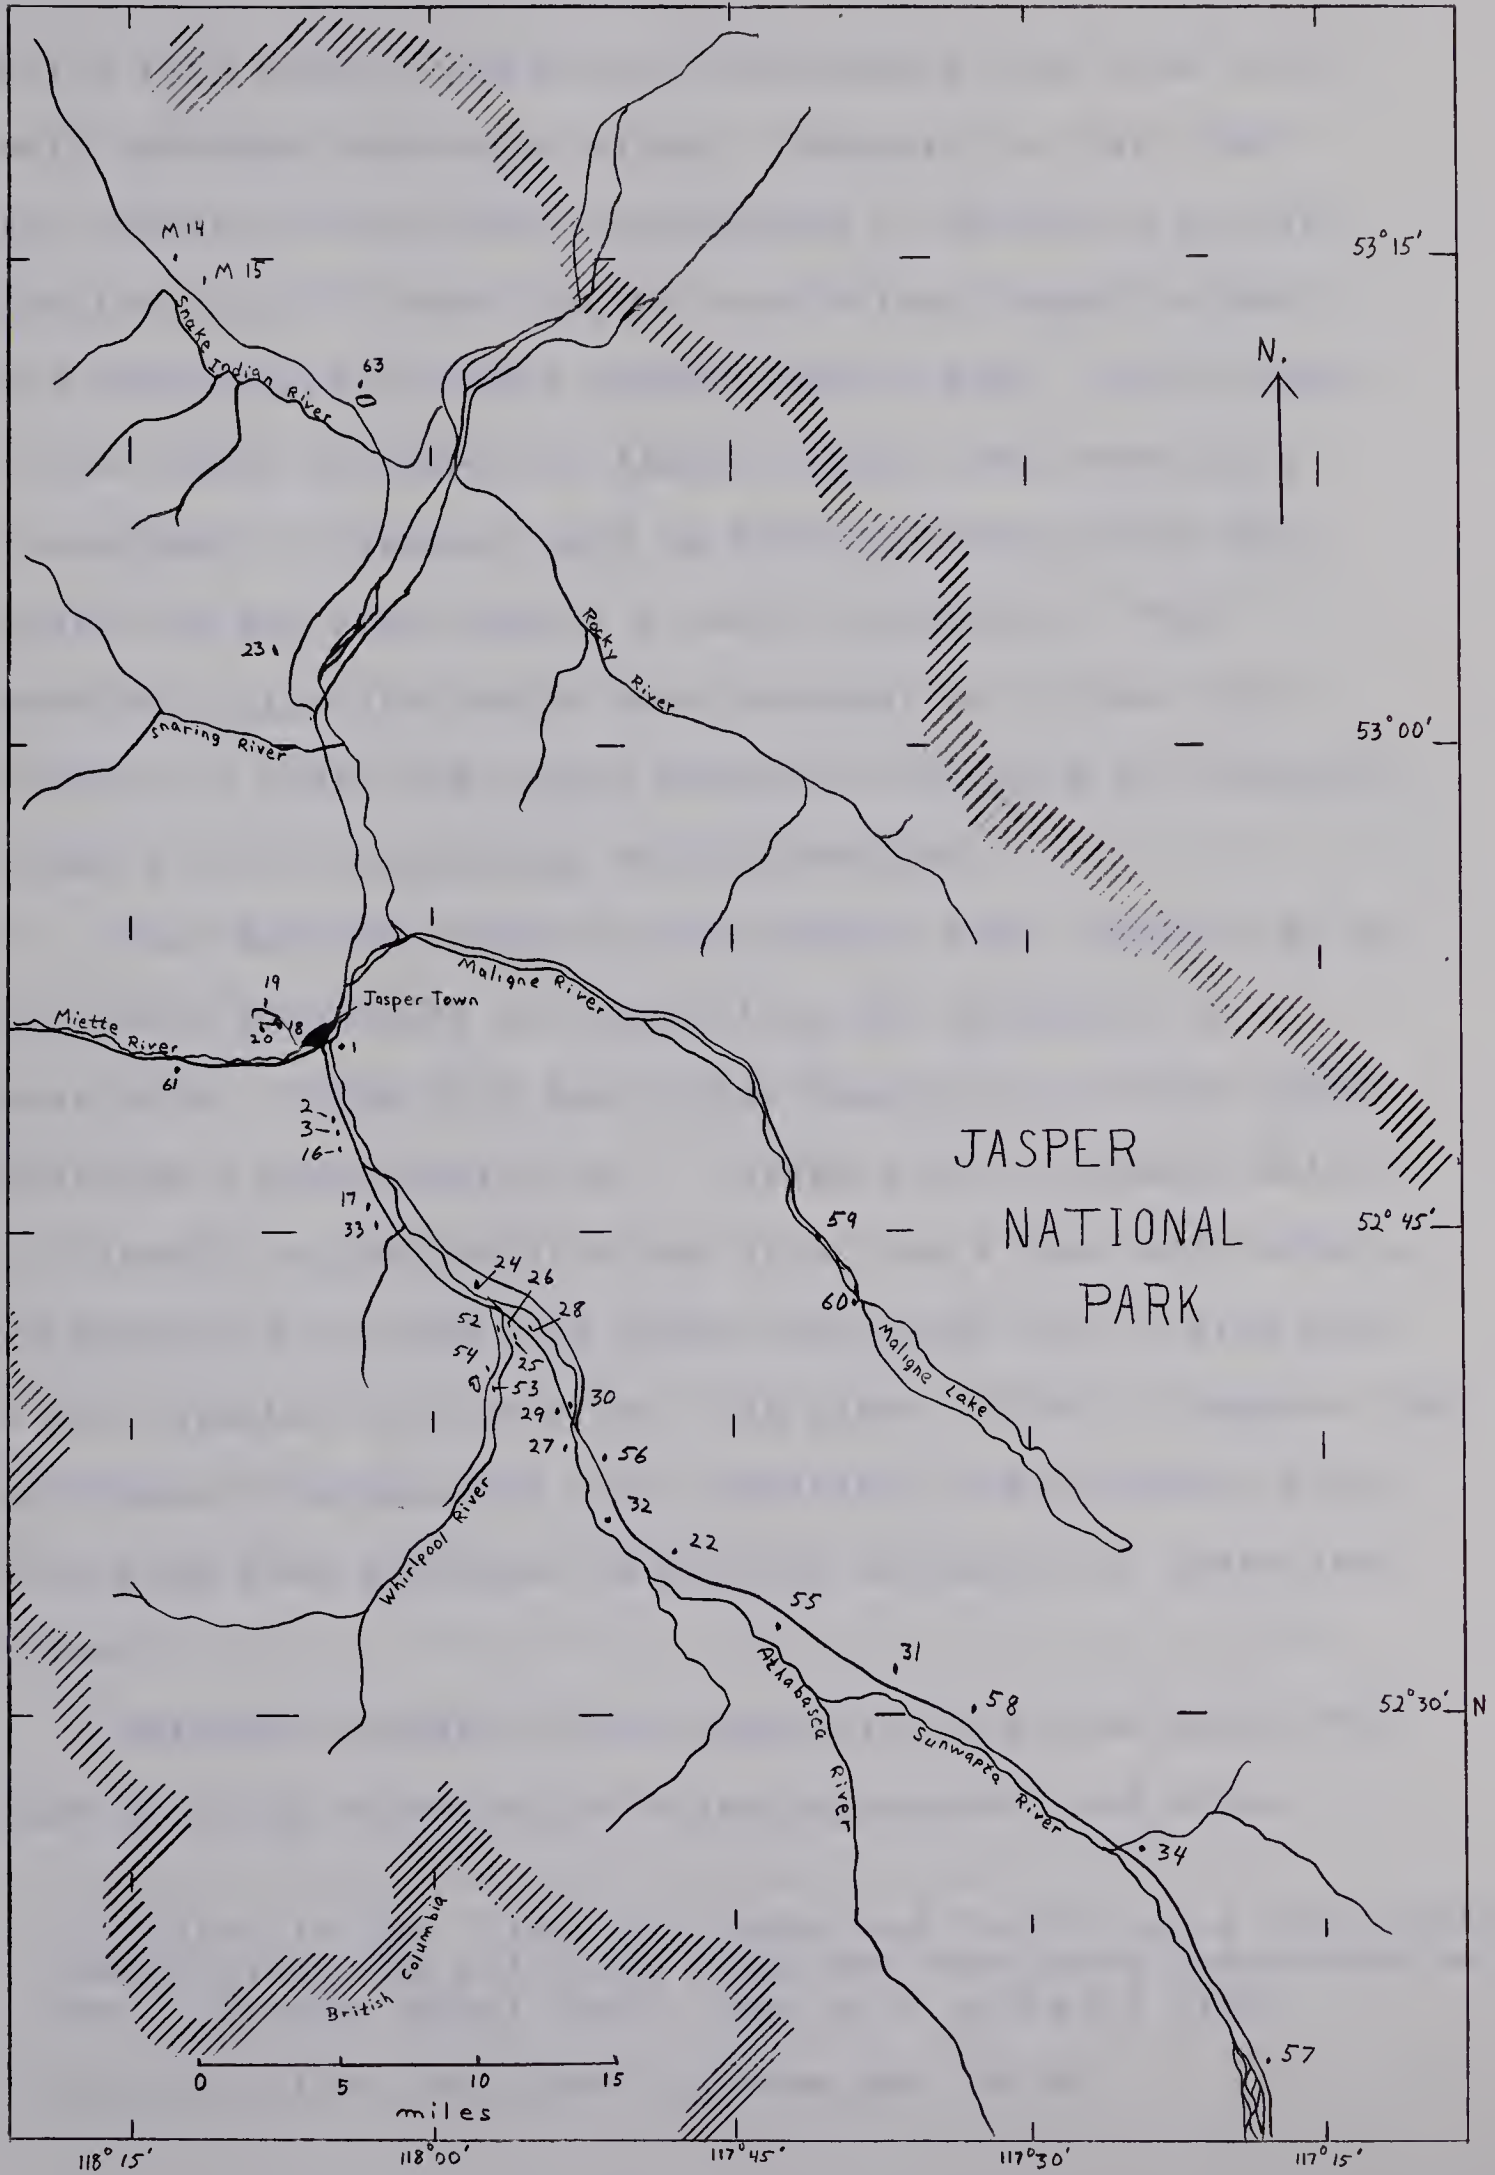 M 14
53° 15'
M 15
Snake Indian River
N.
63
Rocky River
23
53° 00'
Snaring River
Maligne River
19
Jasper Town
Miette River
18
20
1
61
2
3
16
JASPER
NATIONAL
PARK
17
33
59
52° 45'
24
26
28
60
52
25
54
53
Maligne Lake
30
29
27
56
32
22
Whirlpool River
55
31
58
52° 30' N
Athabasca River
Sunwapta River
34
British Columbia
57
0 5 10 15
miles
118° 15' 118° 00' 117° 45' 117° 30' 117° 15'